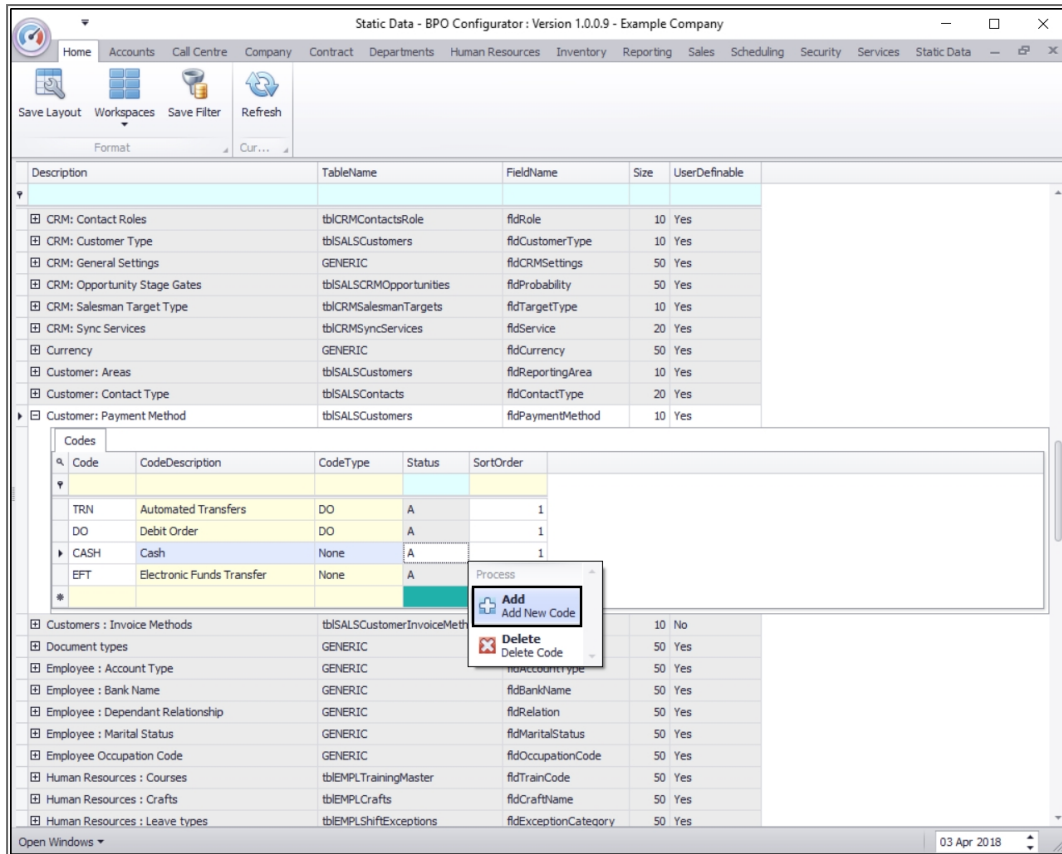 Static Data - BPO Configurator : Version 1.0.0.9 - Example Company
Home Accounts Call Centre Company Contract Departments Human Resources Inventory Reporting Sales Scheduling Security Services Static Data
Save Layout Workspaces Save Filter Refresh
Format Cur...
Description TableName FieldName Size UserDefinable
CRM: Contact Roles tblCRMContactsRole fldRole 10 Yes
CRM: Customer Type tblSALSCustomers fldCustomerType 10 Yes
CRM: General Settings GENERIC fldCRMSettings 50 Yes
CRM: Opportunity Stage Gates tblSALSCRMOpportunities fldProbability 50 Yes
CRM: Salesman Target Type tblCRMSalesmanTargets fldTargetType 10 Yes
CRM: Sync Services tblCRMSyncServices fldService 20 Yes
Currency GENERIC fldCurrency 50 Yes
Customer: Areas tblSALSCustomers fldReportingArea 10 Yes
Customer: Contact Type tblSALSContacts fldContactType 20 Yes
Customer: Payment Method tblSALSCustomers fldPaymentMethod 10 Yes
Codes
Code CodeDescription CodeType Status SortOrder
TRN Automated Transfers DO A 1
DO Debit Order DO A 1
CASH Cash None A 1
EFT Electronic Funds Transfer None A
Process
Add
Add New Code
Delete
Delete Code
Customers : Invoice Methods tblSALSCustomerInvoiceMeth 10 No
Document types GENERIC 50 Yes
Employee : Account Type GENERIC fldAccountType 50 Yes
Employee : Bank Name GENERIC fldBankName 50 Yes
Employee : Dependant Relationship GENERIC fldRelation 50 Yes
Employee : Marital Status GENERIC fldMaritalStatus 50 Yes
Employee Occupation Code GENERIC fldOccupationCode 50 Yes
Human Resources : Courses tblEMPLTrainingMaster fldTrainCode 50 Yes
Human Resources : Crafts tblEMPLCrafts fldCraftName 50 Yes
Human Resources : Leave types tblEMPLShiftExceptions fldExceptionCategory 50 Yes
Open Windows 03 Apr 2018